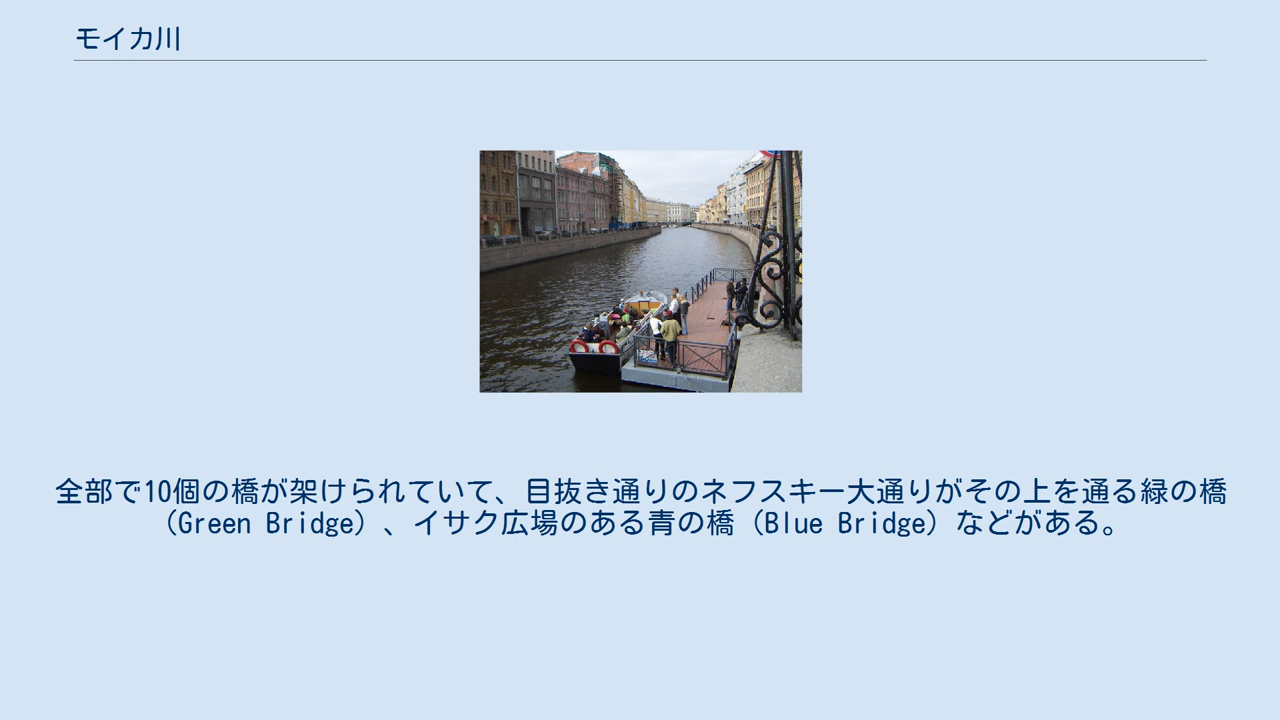 モイカ川
全部で10個の橋が架けられていて、目抜き通りのネフスキー大通りがその上を通る緑の橋
（Green Bridge）、イサク広場のある青の橋（Blue Bridge）などがある。